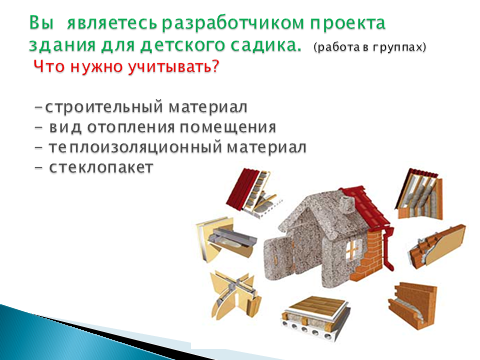 Вы являетесь разработчиком проекта
здания для детского садика. (работа в группах)
Что нужно учитывать?
-строительный материал
- вид отопления помещения
- теплоизоляционный материал
- стеклопакет